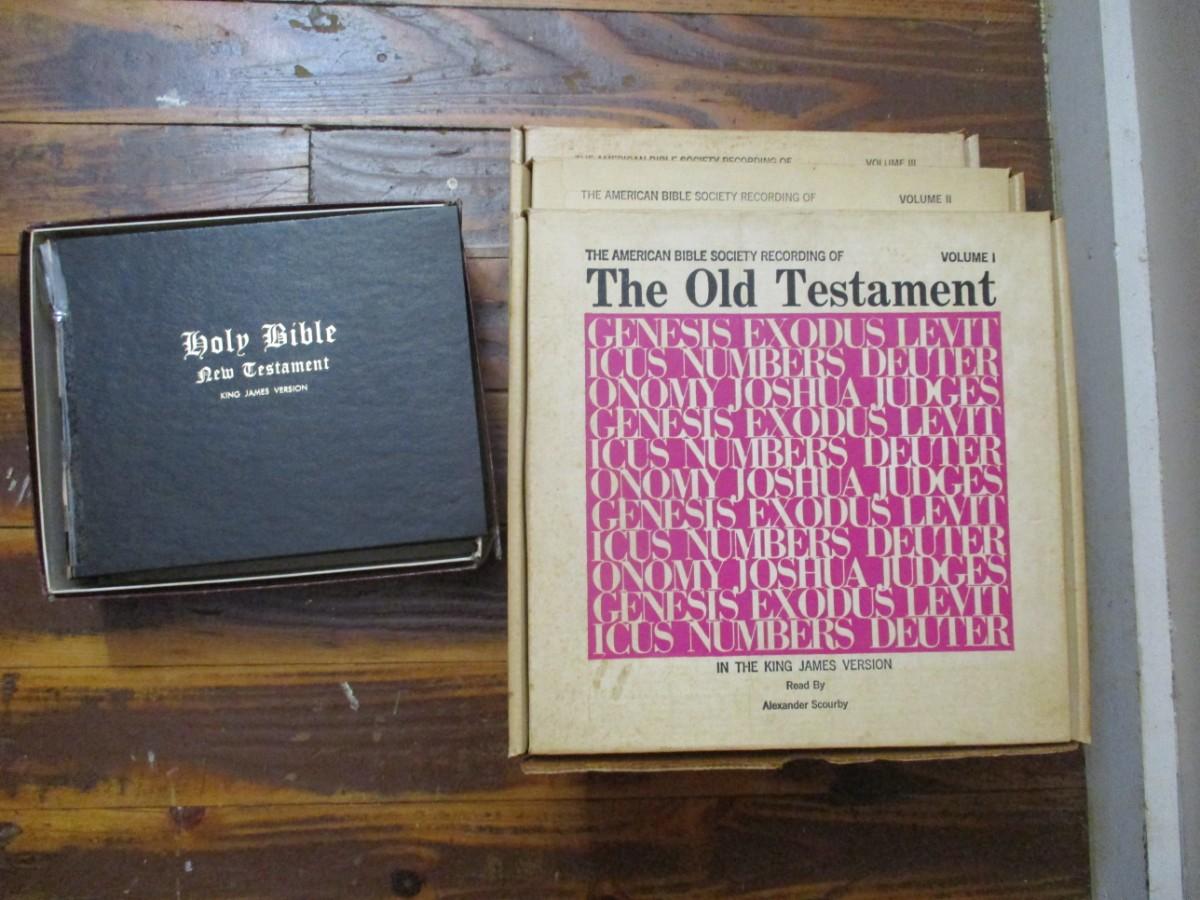 Holy Bible
New Testament
KING JAMES VERSION
THE AMERICAN BIBLE SOCIETY RECORDING OF VOLUME III
THE AMERICAN BIBLE SOCIETY RECORDING OF VOLUME II
THE AMERICAN BIBLE SOCIETY RECORDING OF VOLUME I
The Old Testament
GENESIS EXODUS LEVIT
ICUS NUMBERS DEUTER
ONOMY JOSHUA JUDGES
GENESIS EXODUS LEVIT
ICUS NUMBERS DEUTER
ONOMY JOSHUA JUDGES
GENESIS EXODUS LEVIT
ICUS NUMBERS DEUTER
ONOMY JOSHUA JUDGES
GENESIS EXODUS LEVIT
ICUS NUMBERS DEUTER
IN THE KING JAMES VERSION
Read By
Alexander Scourby